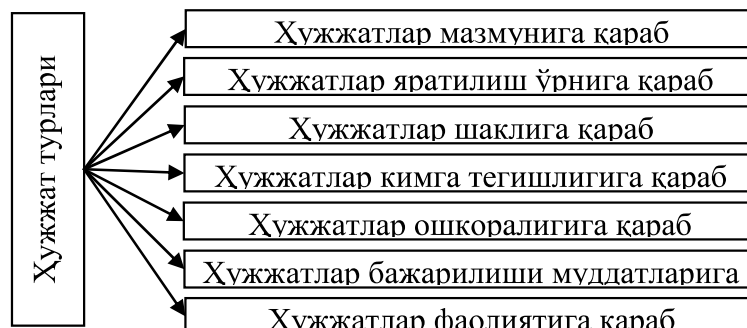 Ҳужжат турлари
Ҳужжатлар мазмунига қараб
Ҳужжатлар яратилиш ўрнига қараб
Ҳужжатлар шаклига қараб
Ҳужжатлар кимга тегишлигига қараб
Ҳужжатлар ошкоралигига қараб
Ҳужжатлар бажарилиши муддатларига
Ҳужжатлар фаолиятига қараб